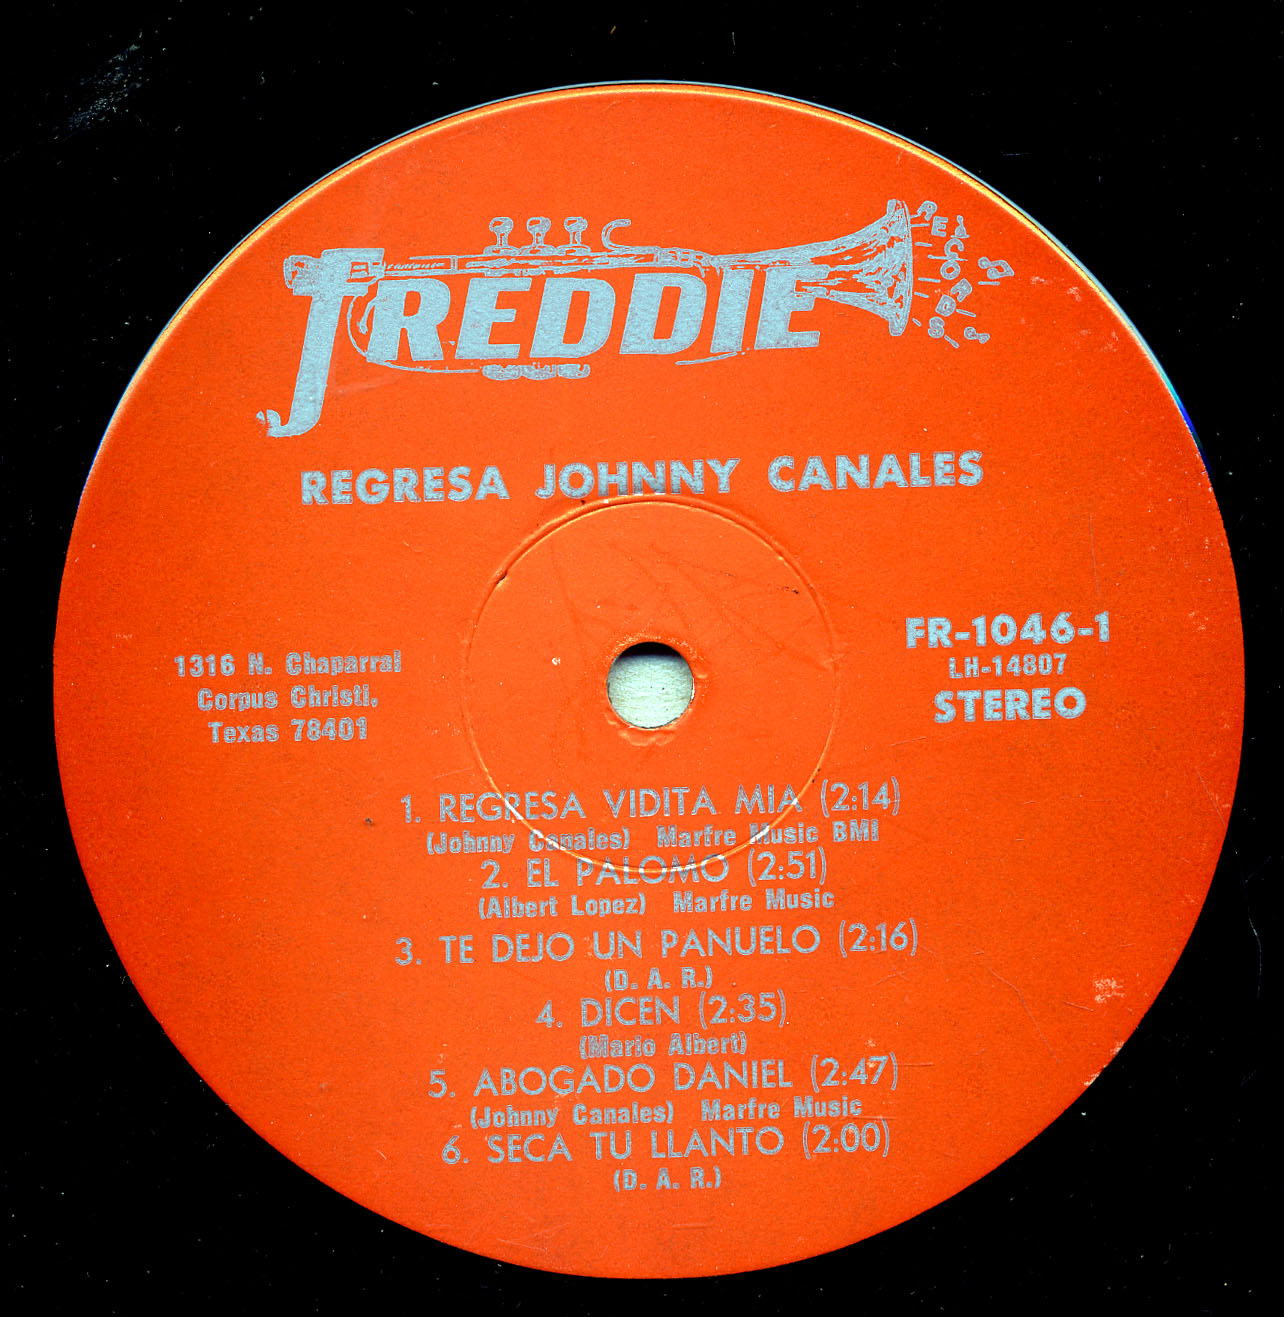 FREDDIE
RECORDS
REGRESA JOHNNY CANALES
1316 N. Chaparral
Corpus Christi,
Texas 78401
FR-1046-1
LH-14807
STEREO
1. REGRESA VIDITA MIA (2:14)
(Johnny Canales) Marfre Music BMI
2. EL PALOMO (2:51)
(Albert Lopez) Marfre Music
3. TE DEJO UN PANUELO (2:16)
(D. A. R.)
4. DICEN (2:35)
(Mario Albert)
5. ABOGADO DANIEL (2:47)
(Johnny Canales) Marfre Music
6. SECA TU LLANTO (2:00)
(D. A. R.)